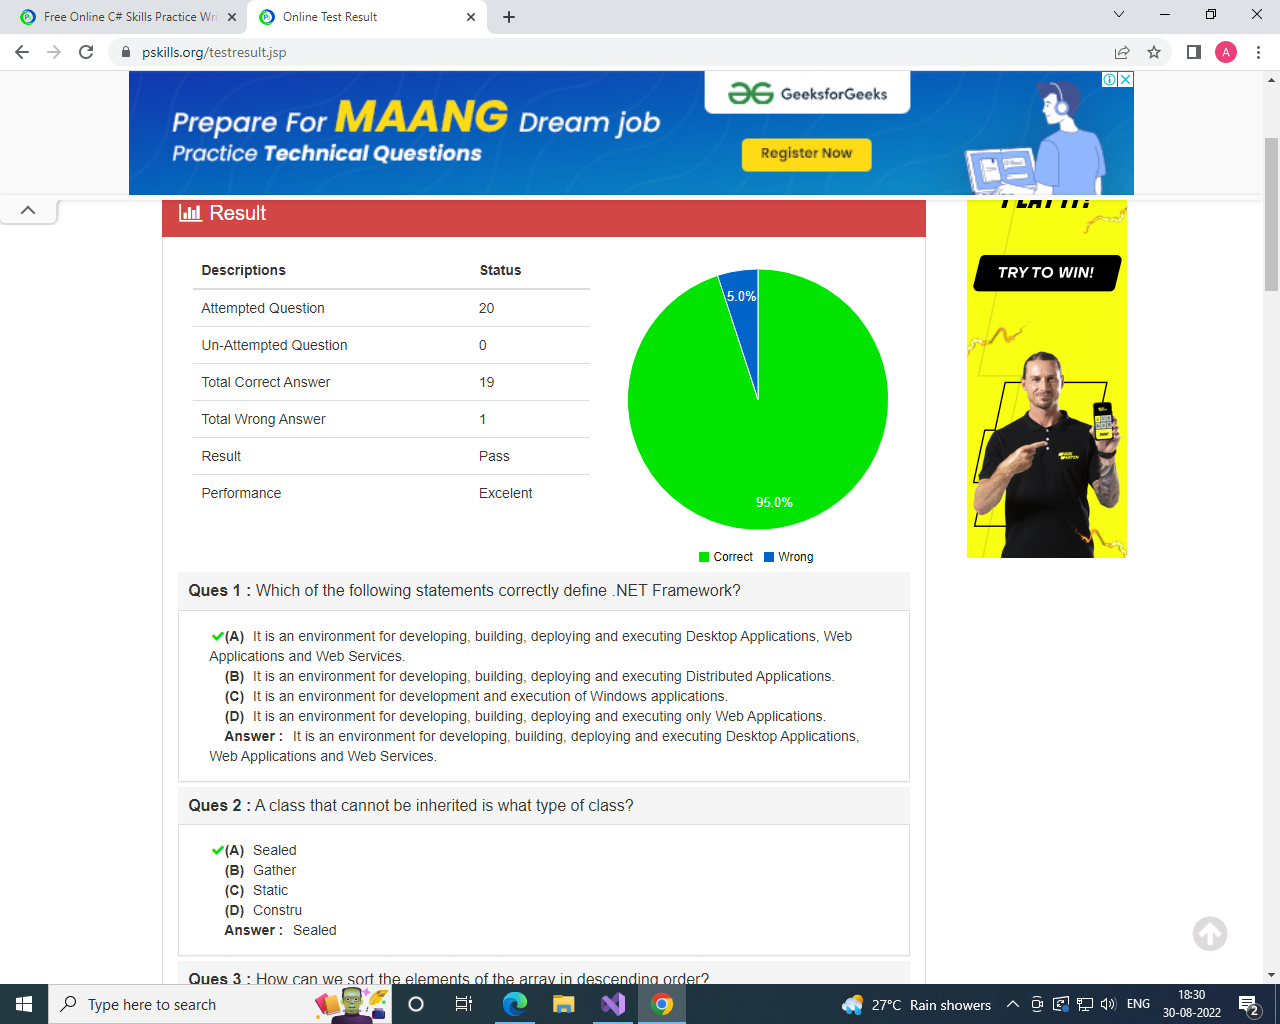 Free Online C# Skills Practice Wri
Online Test Result
pskills.org/testresult.jsp
A
Prepare For MAANG Dream job
Practice Technical Questions
GeeksforGeeks
Register Now
Result
TRY TO WIN!
Descriptions Status
Attempted Question 20
Un-Attempted Question 0
Total Correct Answer 19
Total Wrong Answer 1
Result Pass
Performance Excelent
5.0%
95.0%
Correct Wrong
PARI MATCH
Ques 1 : Which of the following statements correctly define .NET Framework?
(A) It is an environment for developing, building, deploying and executing Desktop Applications, Web
Applications and Web Services.
(B) It is an environment for developing, building, deploying and executing Distributed Applications.
(C) It is an environment for development and execution of Windows applications.
(D) It is an environment for developing, building, deploying and executing only Web Applications.
Answer : It is an environment for developing, building, deploying and executing Desktop Applications,
Web Applications and Web Services.
Ques 2 : A class that cannot be inherited is what type of class?
(A) Sealed
(B) Gather
(C) Static
(D) Constru
Answer : Sealed
Ques 3 : How can we sort the elements of the array in descending order?
Type here to search
27°C Rain showers
ENG
18:30
30-08-2022
2